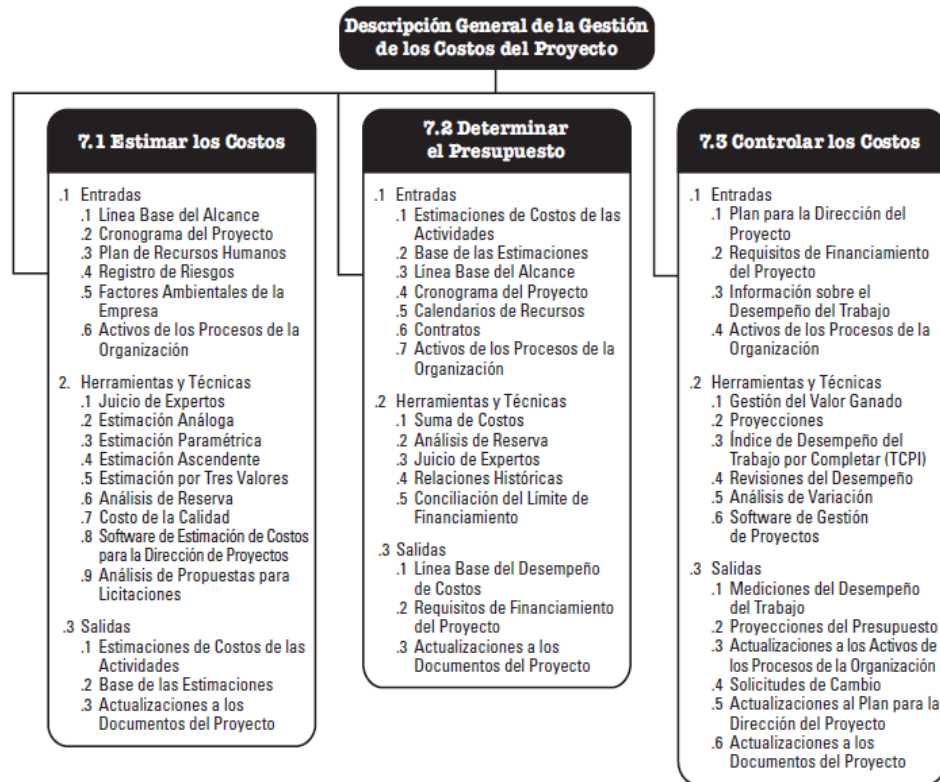 Descripción General de la Gestión
de los Costos del Proyecto
7.1 Estimar los Costos
.1 Entradas
.1 Línea Base del Alcance
.2 Cronograma del Proyecto
.3 Plan de Recursos Humanos
.4 Registro de Riesgos
.5 Factores Ambientales de la
Empresa
.6 Activos de los Procesos de la
Organización
2. Herramientas y Técnicas
.1 Juicio de Expertos
.2 Estimación Análoga
.3 Estimación Paramétrica
.4 Estimación Ascendente
.5 Estimación por Tres Valores
.6 Análisis de Reserva
.7 Costo de la Calidad
.8 Software de Estimación de Costos
para la Dirección de Proyectos
.9 Análisis de Propuestas para
Licitaciones
.3 Salidas
.1 Estimaciones de Costos de las
Actividades
.2 Base de las Estimaciones
.3 Actualizaciones a los
Documentos del Proyecto
7.2 Determinar
el Presupuesto
.1 Entradas
.1 Estimaciones de Costos de las
Actividades
.2 Base de las Estimaciones
.3 Línea Base del Alcance
.4 Cronograma del Proyecto
.5 Calendarios de Recursos
.6 Contratos
.7 Activos de los Procesos de la
Organización
.2 Herramientas y Técnicas
.1 Suma de Costos
.2 Análisis de Reserva
.3 Juicio de Expertos
.4 Relaciones Históricas
.5 Conciliación del Límite de
Financiamiento
.3 Salidas
.1 Línea Base del Desempeño
de Costos
.2 Requisitos de Financiamiento
del Proyecto
.3 Actualizaciones a los
Documentos del Proyecto
7.3 Controlar los Costos
.1 Entradas
.1 Plan para la Dirección del
Proyecto
.2 Requisitos de Financiamiento
del Proyecto
.3 Información sobre el
Desempeño del Trabajo
.4 Activos de los Procesos de la
Organización
.2 Herramientas y Técnicas
.1 Gestión del Valor Ganado
.2 Proyecciones
.3 Índice de Desempeño del
Trabajo por Completar (TCPI)
.4 Revisiones del Desempeño
.5 Análisis de Variación
.6 Software de Gestión
de Proyectos
.3 Salidas
.1 Mediciones del Desempeño
del Trabajo
.2 Proyecciones del Presupuesto
.3 Actualizaciones a los Activos de
los Procesos de la Organización
.4 Solicitudes de Cambio
.5 Actualizaciones al Plan para la
Dirección del Proyecto
.6 Actualizaciones a los
Documentos del Proyecto